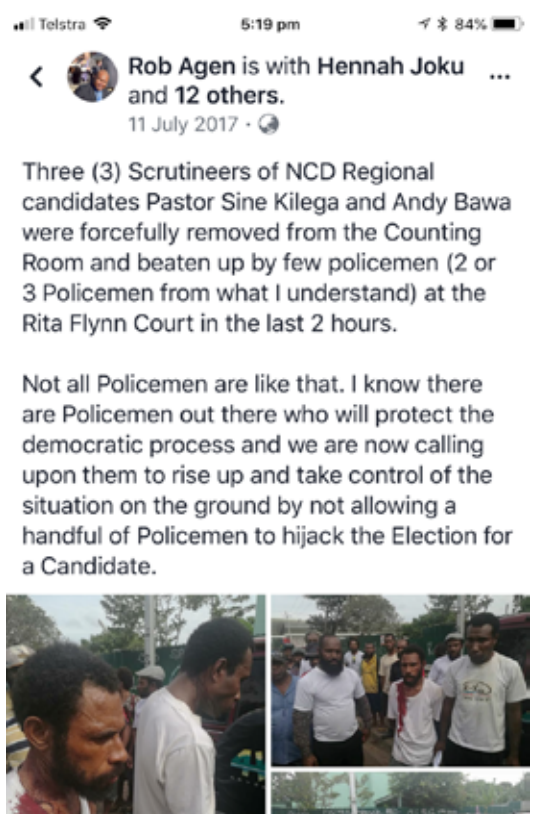 Telstra 5:19 pm 84%
Rob Agen is with Hennah Joku
and 12 others.
11 July 2017 ·
Three (3) Scrutineers of NCD Regional
candidates Pastor Sine Kilega and Andy Bawa
were forcefully removed from the Counting
Room and beaten up by few policemen (2 or
3 Policemen from what I understand) at the
Rita Flynn Court in the last 2 hours.
Not all Policemen are like that. I know there
are Policemen out there who will protect the
democratic process and we are now calling
upon them to rise up and take control of the
situation on the ground by not allowing a
handful of Policemen to hijack the Election for
a Candidate.